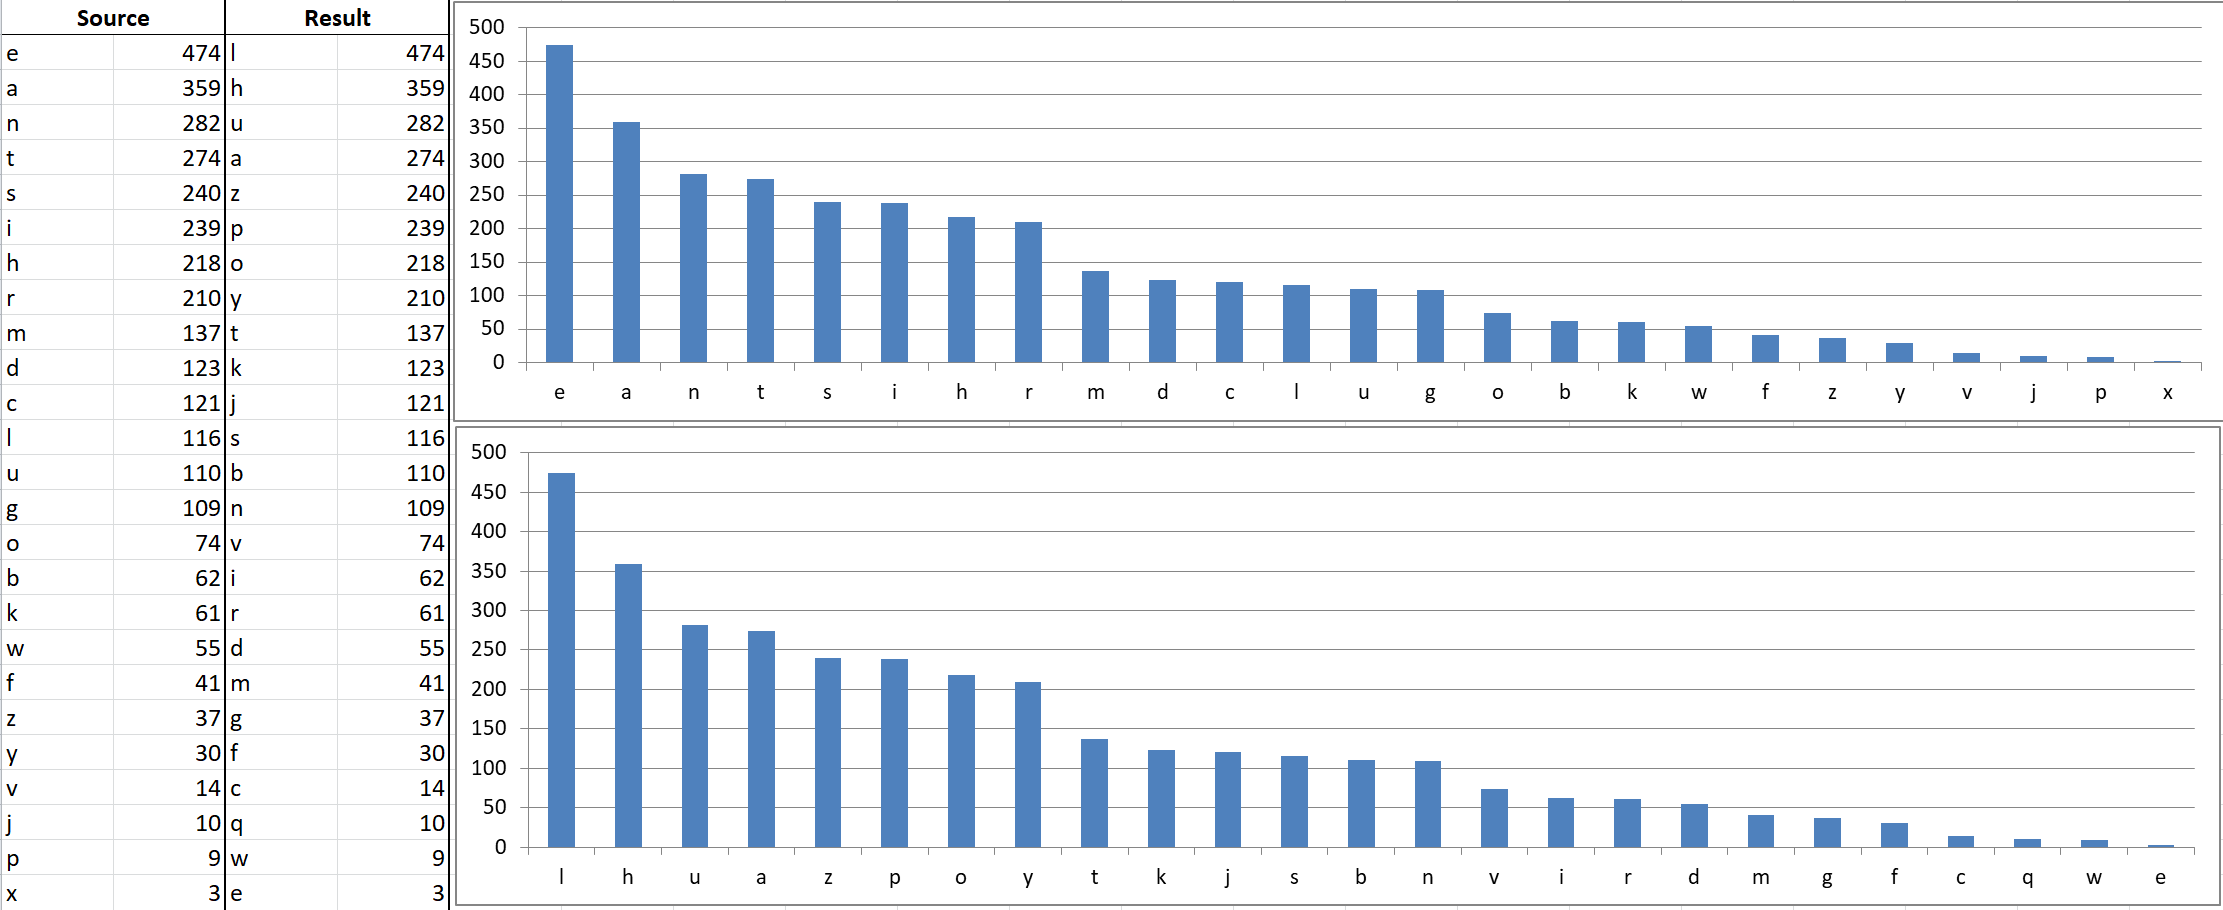 Source Result
e 474 l 474
a 359 h 359
n 282 u 282
t 274 a 274
s 240 z 240
i 239 p 239
h 218 o 218
r 210 y 210
m 137 t 137
d 123 k 123
c 121 j 121
l 116 s 116
u 110 b 110
g 109 n 109
o 74 v 74
b 62 i 62
k 61 r 61
w 55 d 55
f 41 m 41
z 37 g 37
y 30 f 30
v 14 c 14
j 10 q 10
p 9 w 9
x 3 e 3
500
450
400
350
300
250
200
150
100
50
0
e a n t s i h r m d c l u g o b k w f z y v j p x
500
450
400
350
300
250
200
150
100
50
0
l h u a z p o y t k j s b n v i r d m g f c q w e